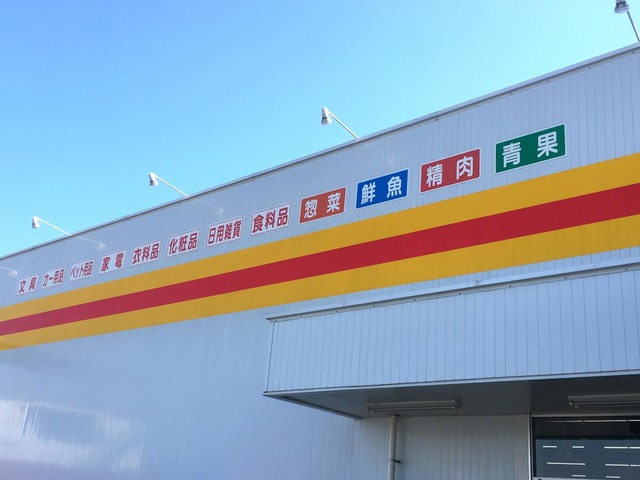 文具 カー用品 ペット用品 家電 衣料品 化粧品 日用雑貨 食料品 惣菜 鮮魚 精肉 青果